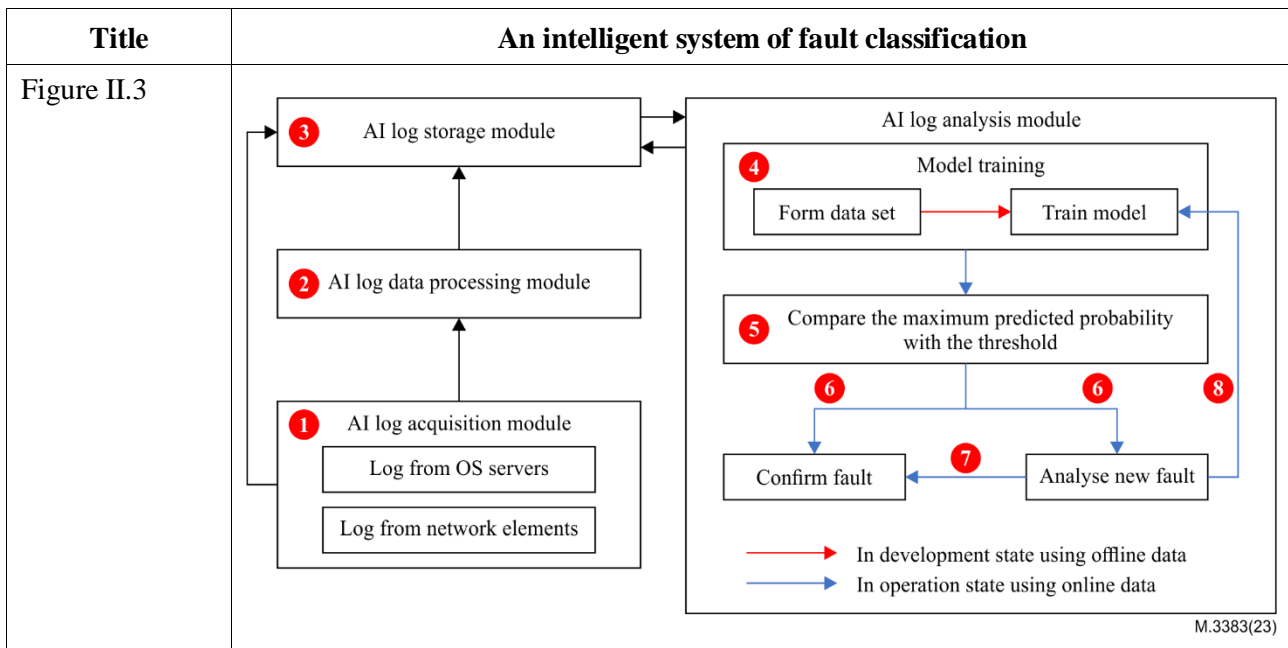 Title
An intelligent system of fault classification
Figure II.3
3
AI log storage module
2
AI log data processing module
1
AI log acquisition module
Log from OS servers
Log from network elements
AI log analysis module
4
Model training
Form data set
Train model
5
Compare the maximum predicted probability
with the threshold
6
6
8
7
Confirm fault
Analyse new fault
In development state using offline data
In operation state using online data
M.3383(23)